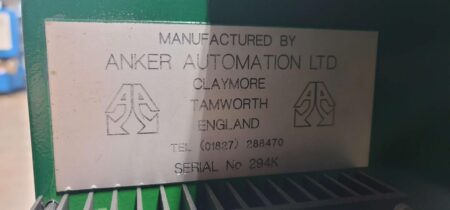 MANUFACTURED BY
ANKER AUTOMATION LTD
CLAYMORE
TAMWORTH
ENGLAND
TEL (01827) 288470
SERIAL No 294K